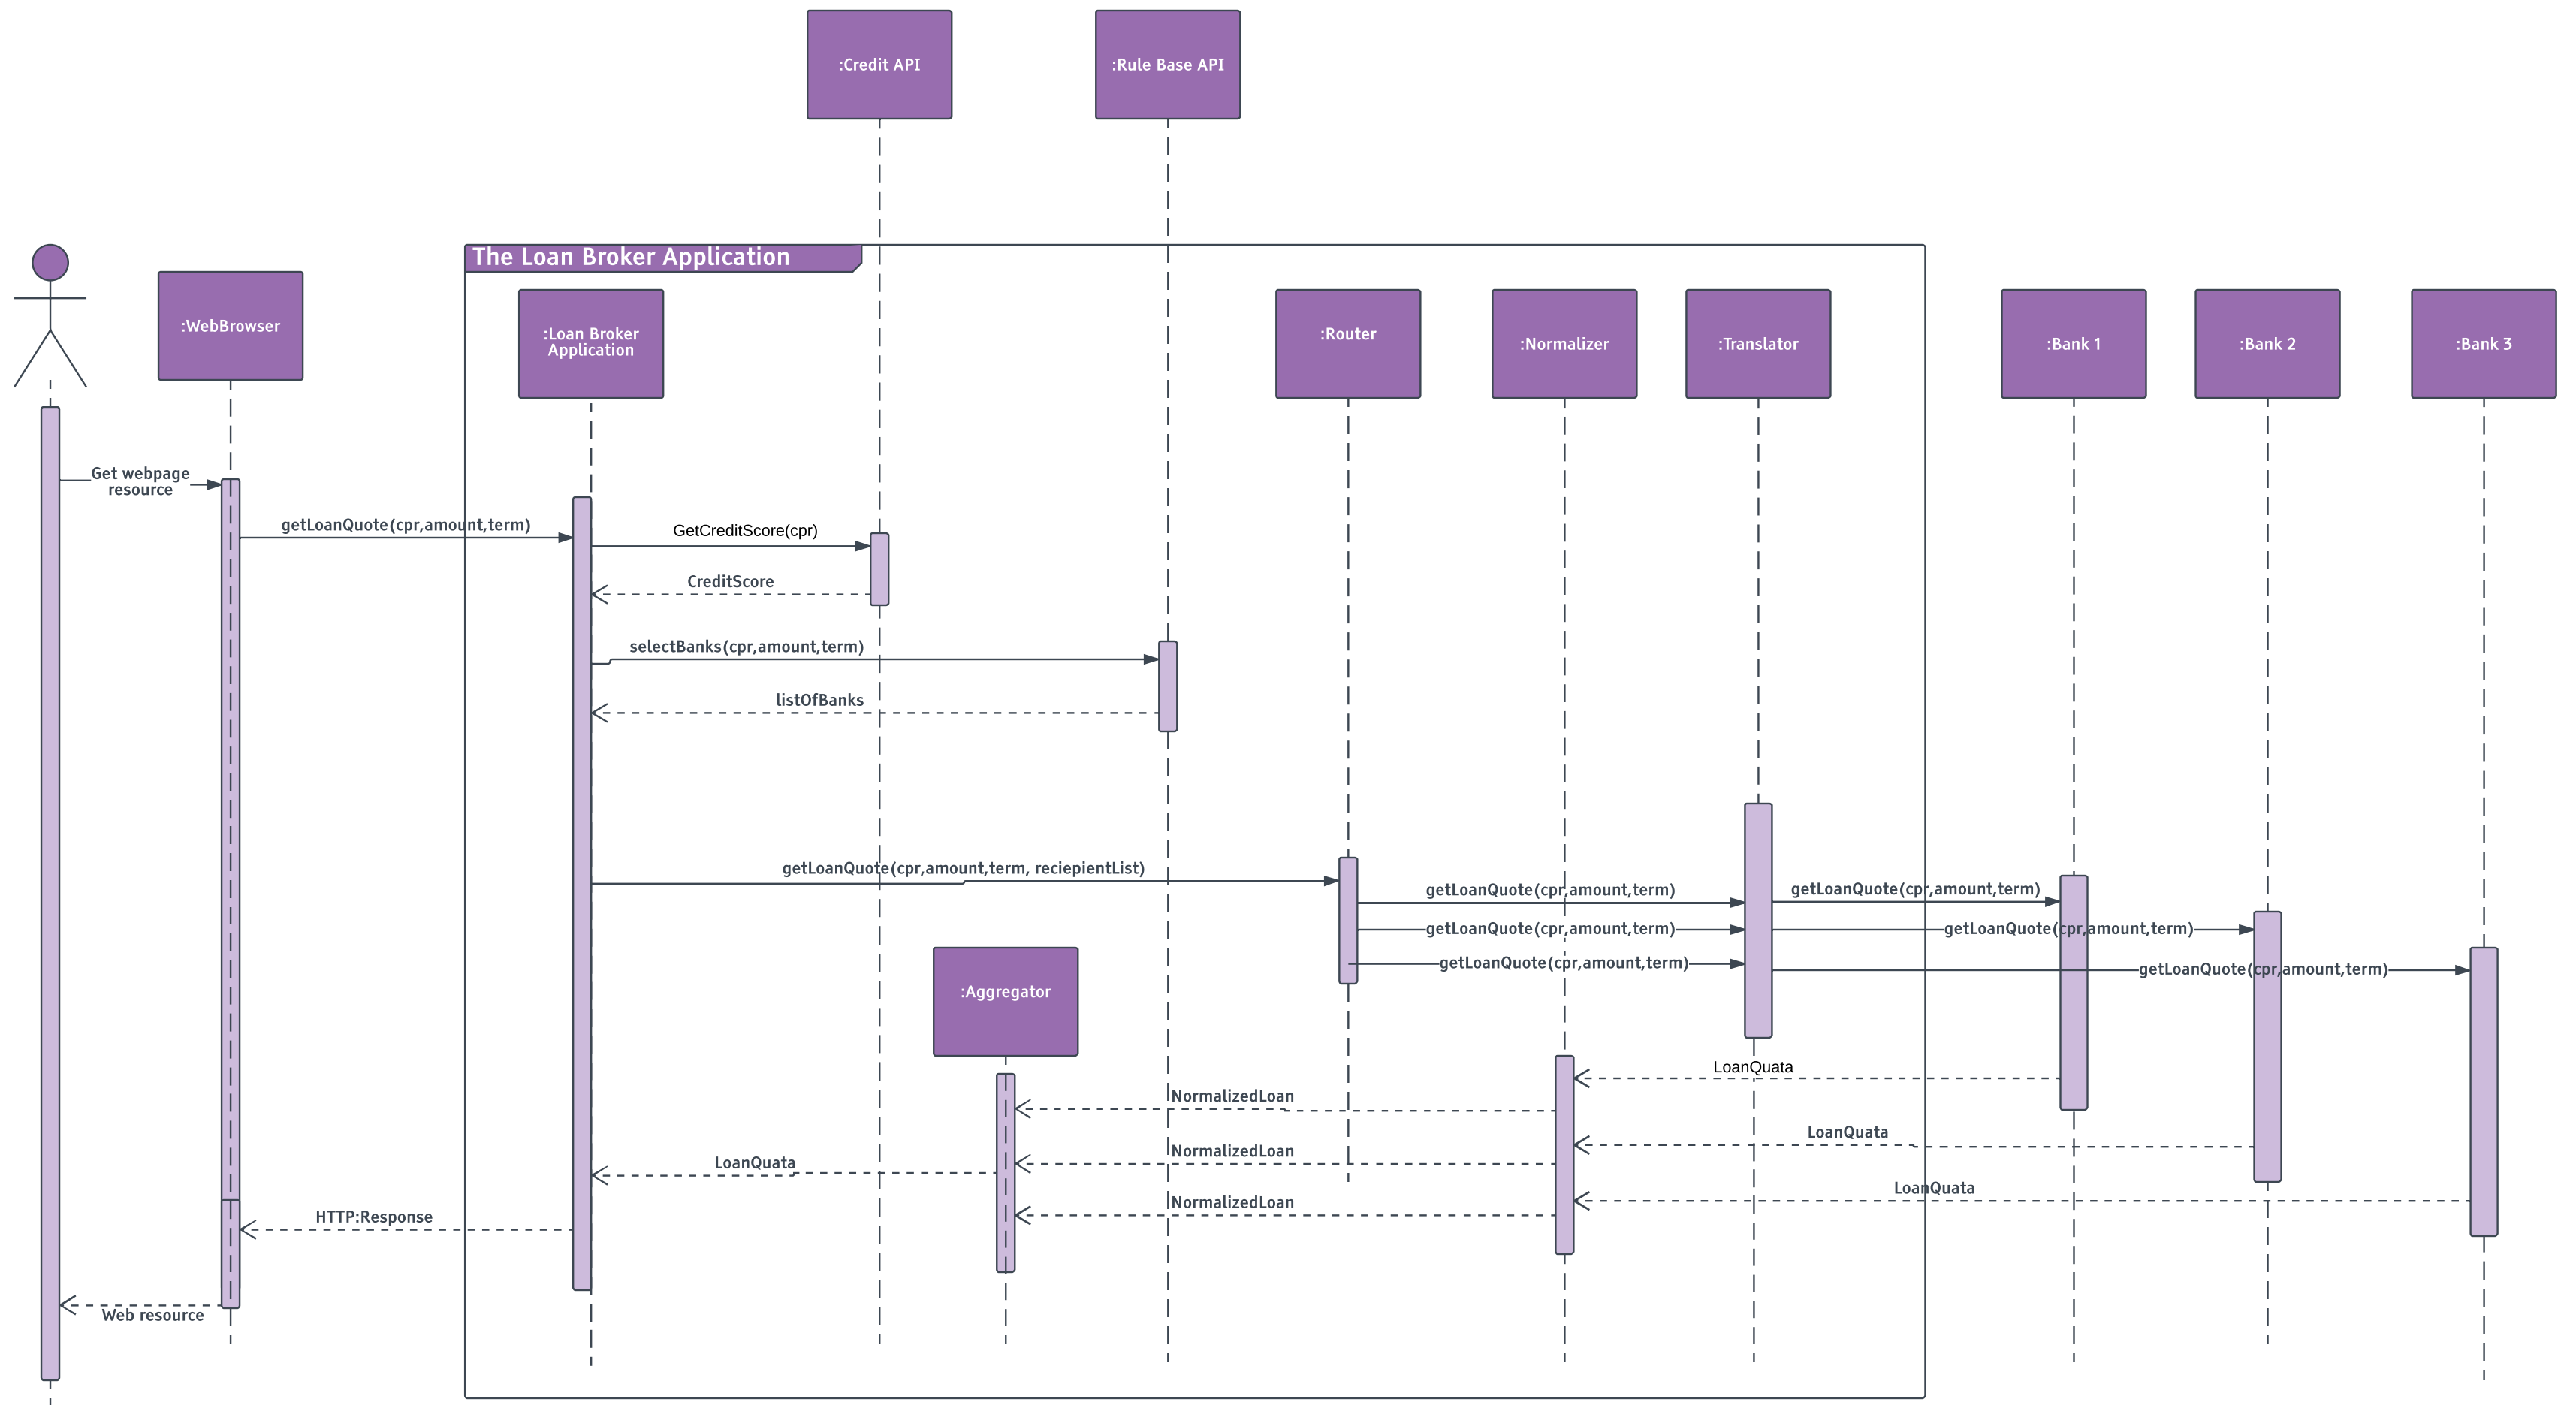 :Credit API
:Rule Base API
The Loan Broker Application
:WebBrowser
:Loan Broker
Application
:Router
:Normalizer
:Translator
:Bank 1
:Bank 2
:Bank 3
Get webpage
resource
getLoanQuote(cpr,amount,term)
GetCreditScore(cpr)
CreditScore
selectBanks(cpr,amount,term)
listOfBanks
getLoanQuote(cpr,amount,term, reciepientList)
getLoanQuote(cpr,amount,term)
getLoanQuote(cpr,amount,term)
getLoanQuote(cpr,amount,term)
getLoanQuote(cpr,amount,term)
getLoanQuote(cpr,amount,term)
getLoanQuote(cpr,amount,term)
:Aggregator
LoanQuata
NormalizedLoan
LoanQuata
NormalizedLoan
LoanQuata
LoanQuata
NormalizedLoan
HTTP:Response
Web resource